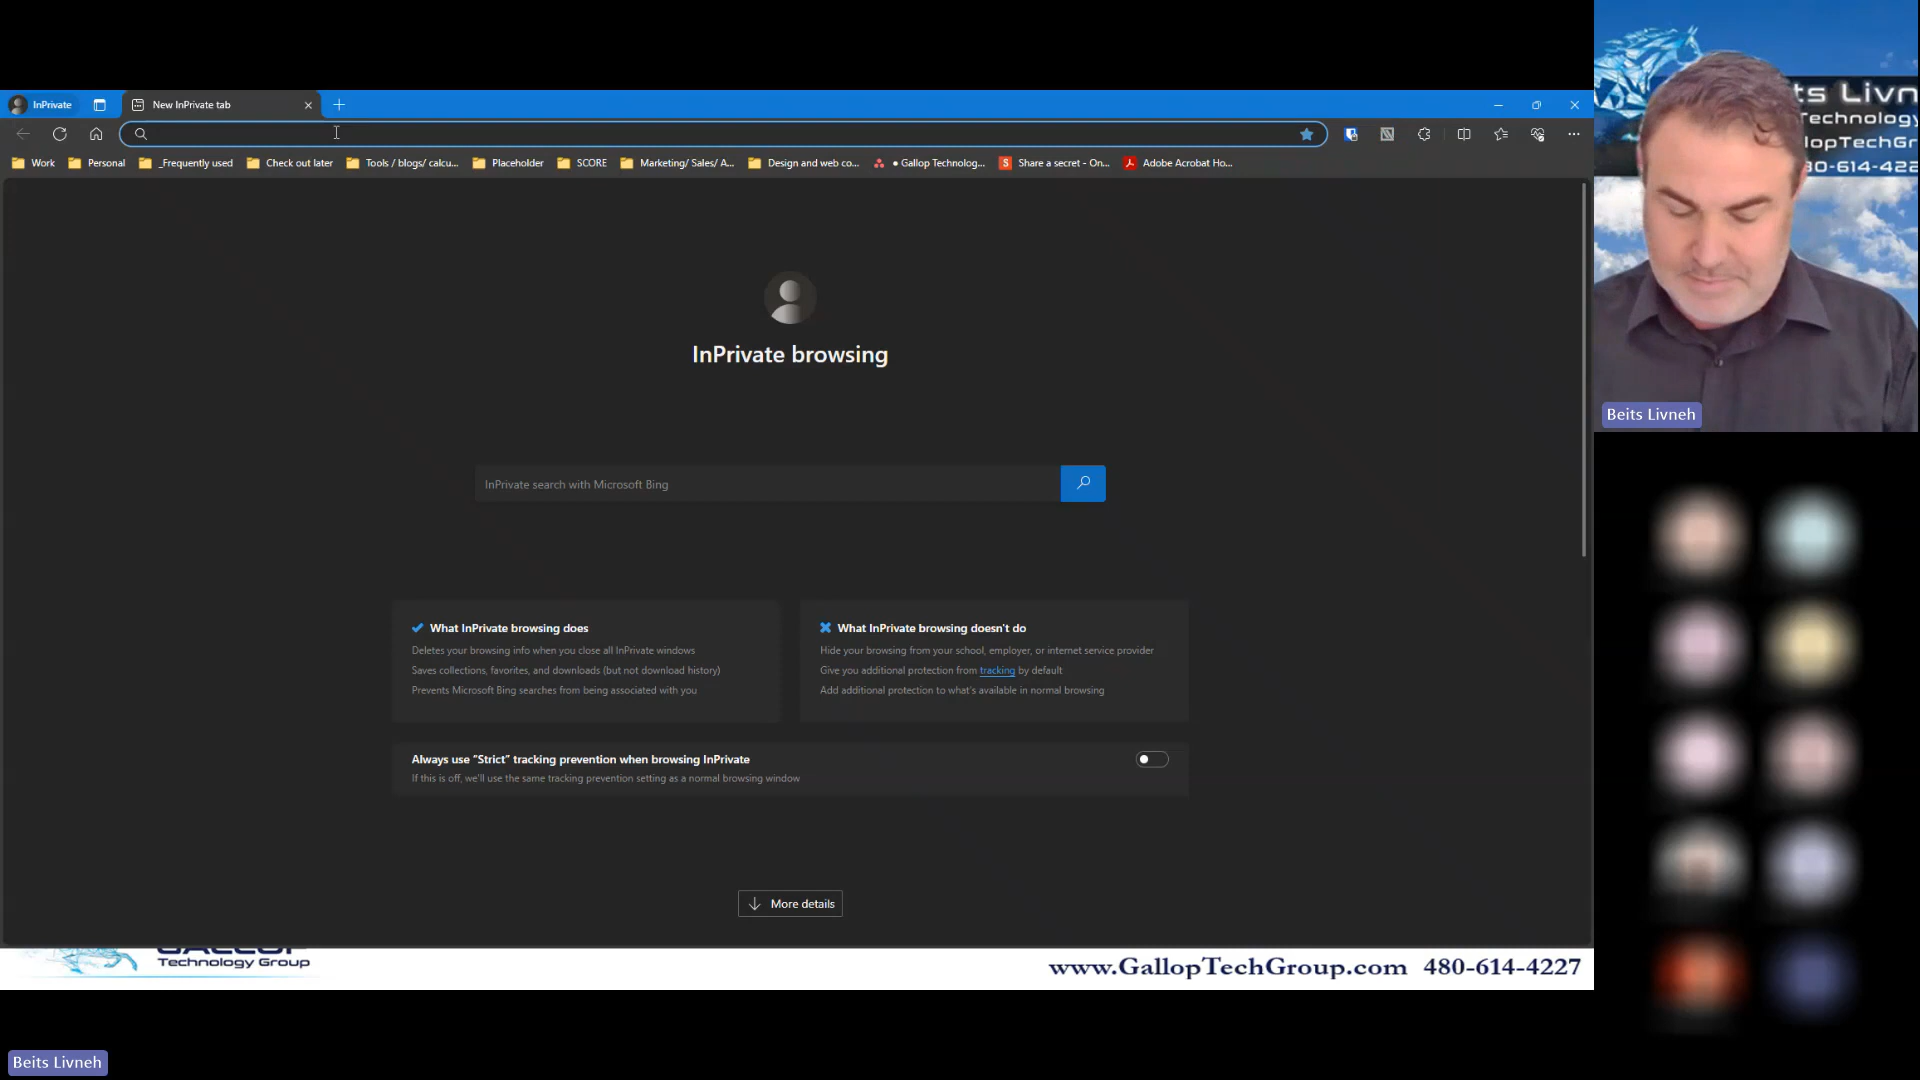 InPrivate
New InPrivate tab
Work
Personal
_Frequently used
Check out later
Tools / blogs/ calcu...
Placeholder
SCORE
Marketing/ Sales/ A...
Design and web co...
• Gallop Technolog...
Share a secret - On...
Adobe Acrobat Ho...
InPrivate browsing
InPrivate search with Microsoft Bing
What InPrivate browsing does
Deletes your browsing info when you close all InPrivate windows
Saves collections, favorites, and downloads (but not download history)
Prevents Microsoft Bing searches from being associated with you
What InPrivate browsing doesn't do
Hide your browsing from your school, employer, or internet service provider
Give you additional protection from tracking by default
Add additional protection to what's available in normal browsing
Always use “Strict” tracking prevention when browsing InPrivate
If this is off, we'll use the same tracking prevention setting as a normal browsing window
More details
Technology Group
www.GallopTechGroup.com 480-614-4227
ts Livn
Technology
lopTechGr
80-614-422
Beits Livneh
Beits Livneh